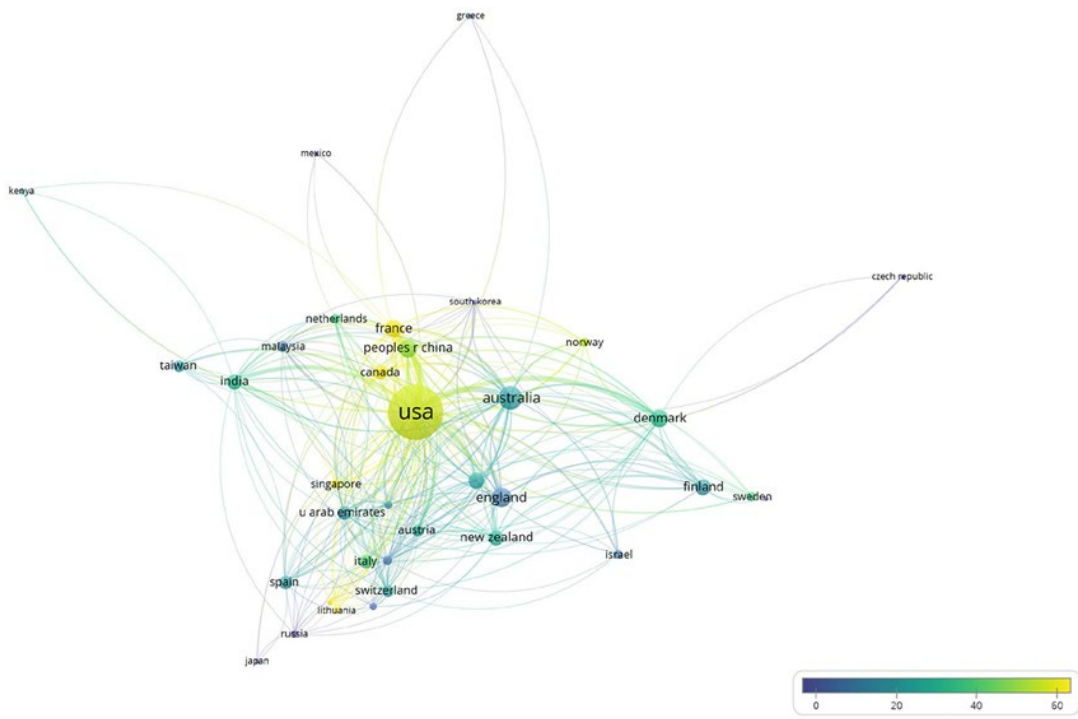 greece
mexico
kenya
czech republic
south korea
netherlands
france
norway
malaysia
peoples r china
taiwan
canada
india
australia
usa
denmark
singapore
finland
england
sweden
u arab emirates
austria
new zealand
israel
italy
spain
switzerland
lithuania
russia
japan
0 20 40 60